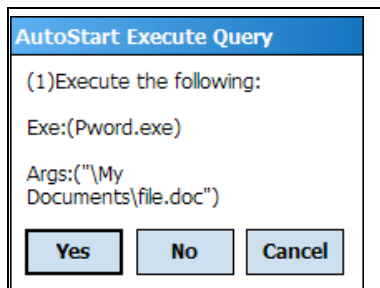 AutoStart Execute Query
(1)Execute the following:
Exe:(Pword.exe)
Args:("\My
Documents\file.doc")
Yes No Cancel